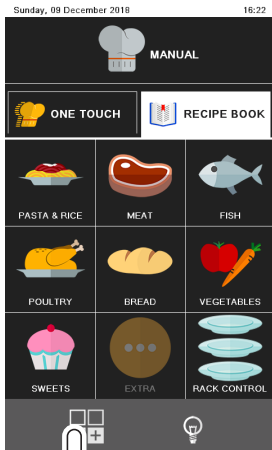 Sunday, 09 December 2018 16:22
MANUAL
ONE TOUCH RECIPE BOOK
PASTA & RICE MEAT FISH
POULTRY BREAD VEGETABLES
SWEETS EXTRA RACK CONTROL